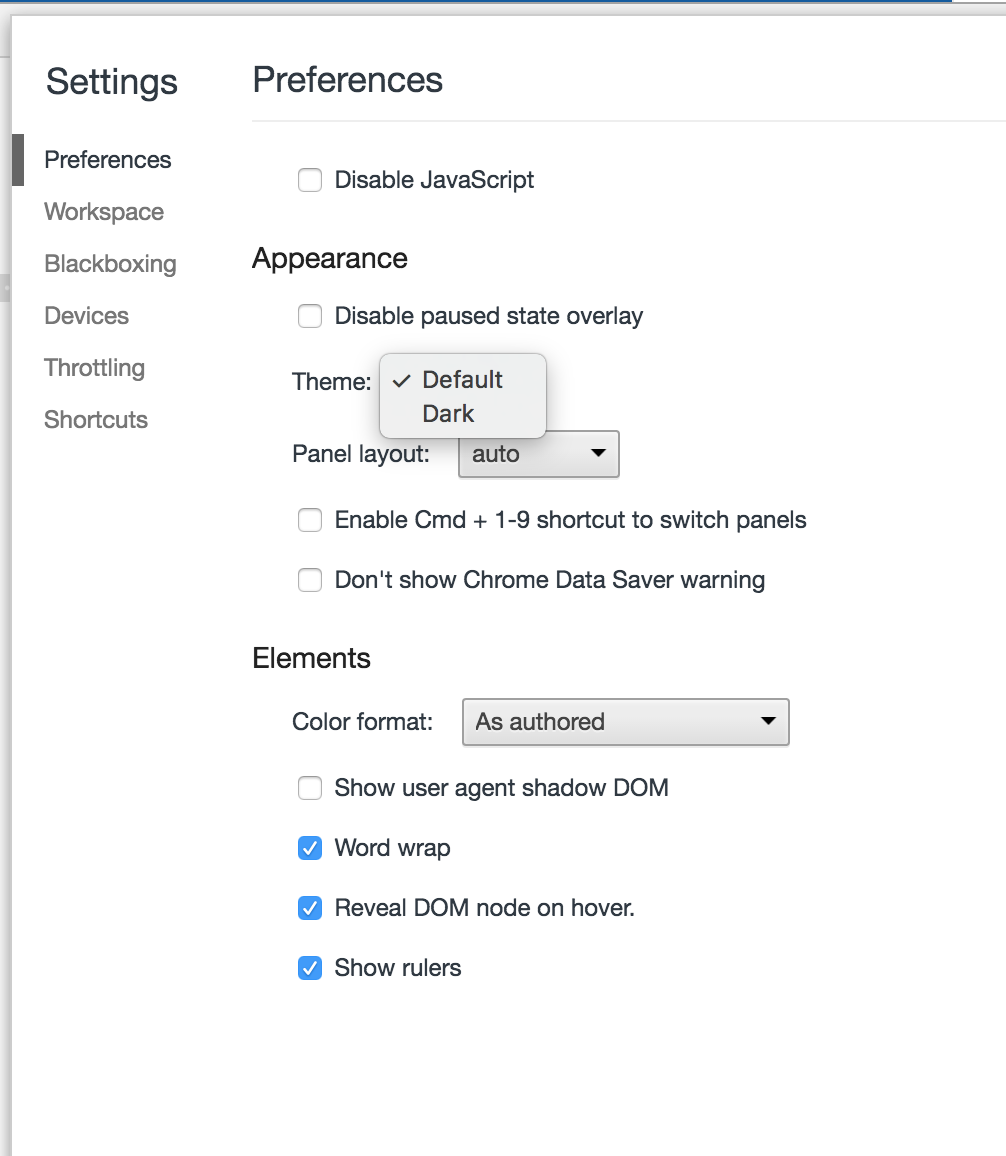 Settings
Preferences
Workspace
Blackboxing
Devices
Throttling
Shortcuts
Preferences
Disable JavaScript
Appearance
Disable paused state overlay
Theme:
Default
Dark
Panel layout: auto
Enable Cmd + 1-9 shortcut to switch panels
Don't show Chrome Data Saver warning
Elements
Color format: As authored
Show user agent shadow DOM
Word wrap
Reveal DOM node on hover.
Show rulers